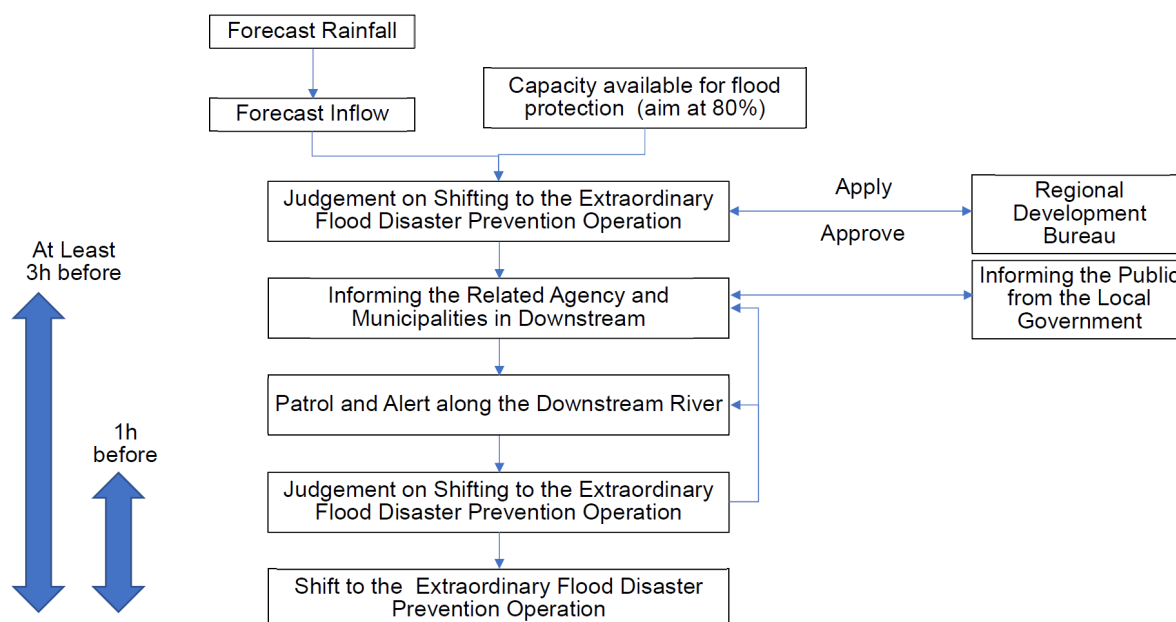 Forecast Rainfall
Forecast Inflow
Capacity available for flood
protection (aim at 80%)
Judgement on Shifting to the Extraordinary
Flood Disaster Prevention Operation
Apply
Approve
Regional
Development
Bureau
At Least
3h before
Informing the Related Agency and
Municipalities in Downstream
Informing the Public
from the Local
Government
Patrol and Alert along the Downstream River
1h
before
Judgement on Shifting to the Extraordinary
Flood Disaster Prevention Operation
Shift to the Extraordinary Flood Disaster
Prevention Operation